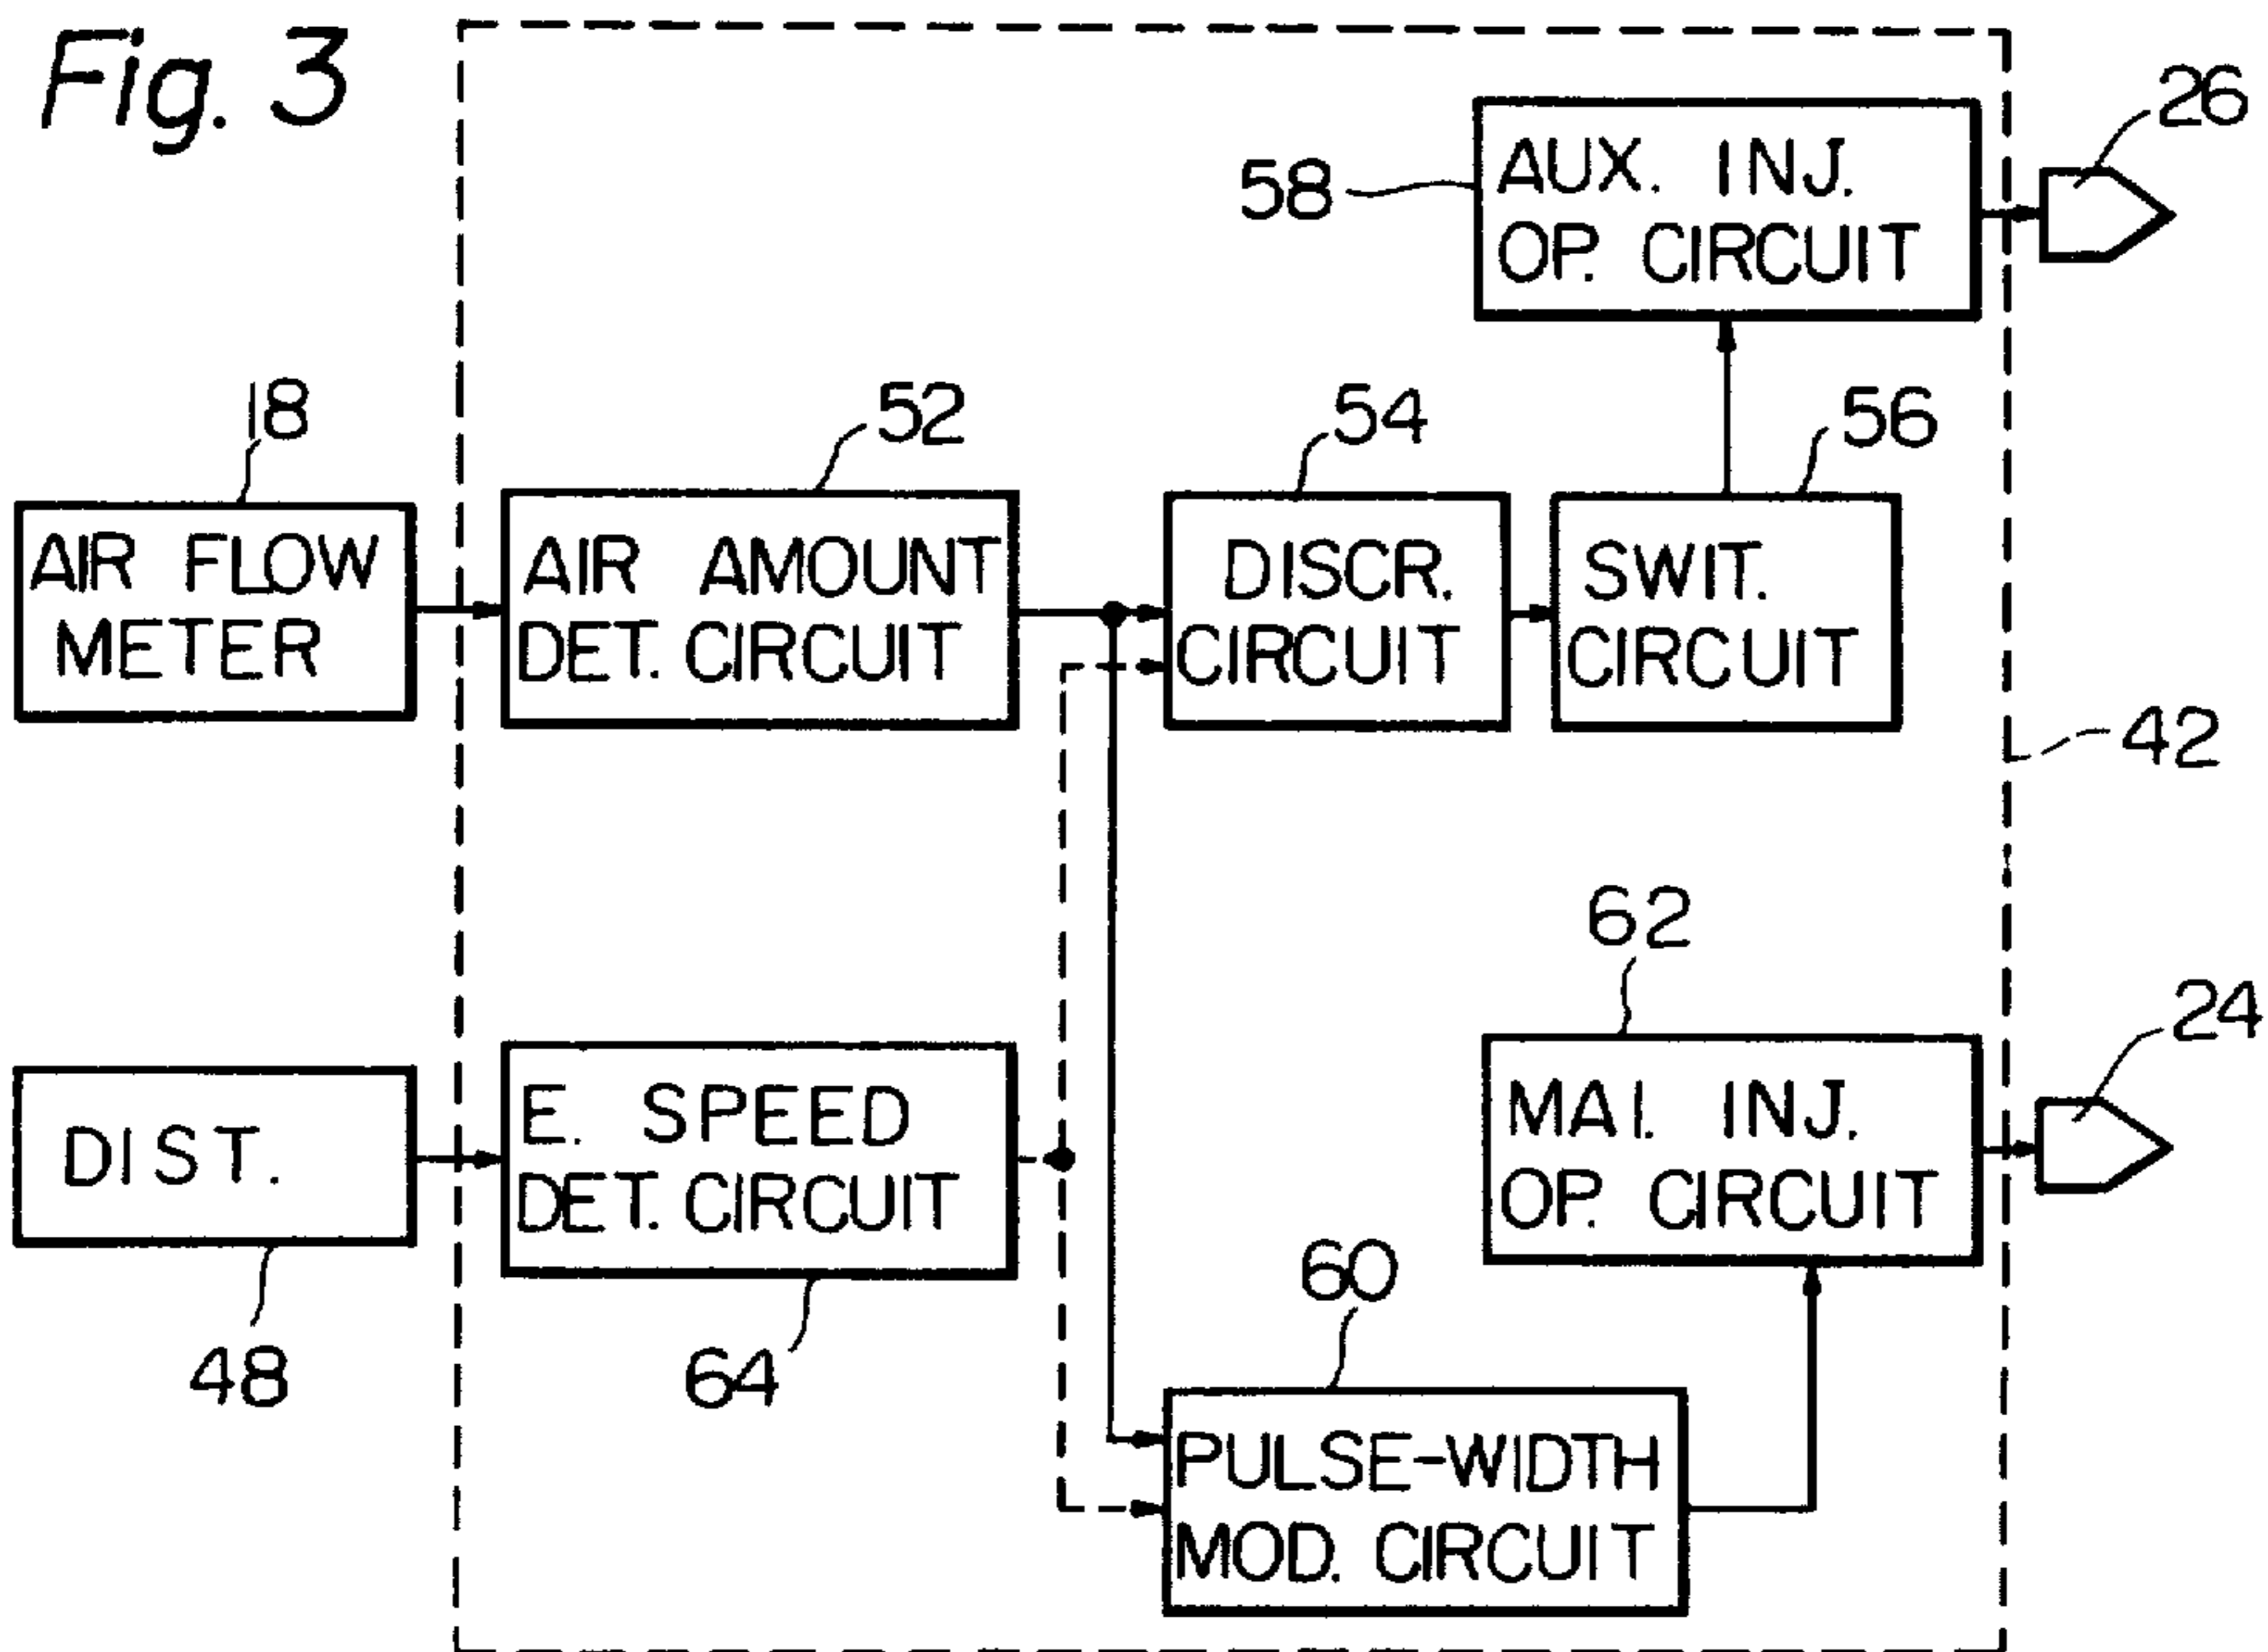 Fig. 3
26
AUX. INJ.
OP. CIRCUIT
58
18
52
54
56
AIR FLOW
METER
AIR AMOUNT
DET. CIRCUIT
DISCR.
CIRCUIT
SWIT.
CIRCUIT
42
62
24
DIST.
E. SPEED
DET. CIRCUIT
MAI. INJ.
OP. CIRCUIT
48
64
60
PULSE-WIDTH
MOD. CIRCUIT